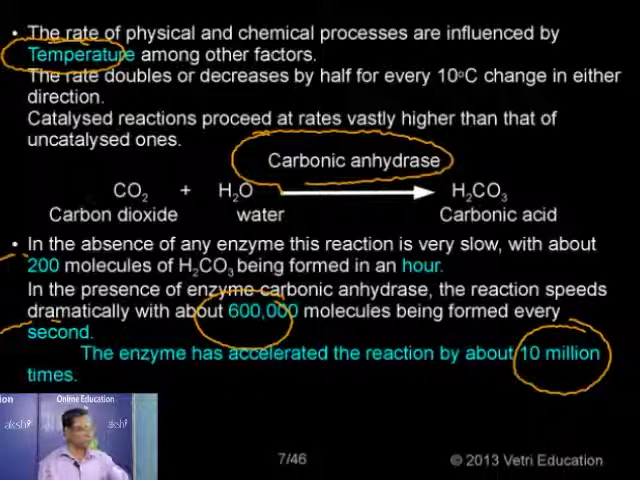 • The rate of physical and chemical processes are influenced by
Temperature among other factors.
The rate doubles or decreases by half for every 10°C change in either
direction.
Catalysed reactions proceed at rates vastly higher than that of
uncatalysed ones.
Carbonic anhydrase
CO₂ + H₂O → H₂CO₃
Carbon dioxide water Carbonic acid
• In the absence of any enzyme this reaction is very slow, with about
200 molecules of H₂CO₃ being formed in an hour.
In the presence of enzyme carbonic anhydrase, the reaction speeds
dramatically with about 600,000 molecules being formed every
second.
The enzyme has accelerated the reaction by about 10 million
times.
Online Education
7/46
© 2013 Vetri Education